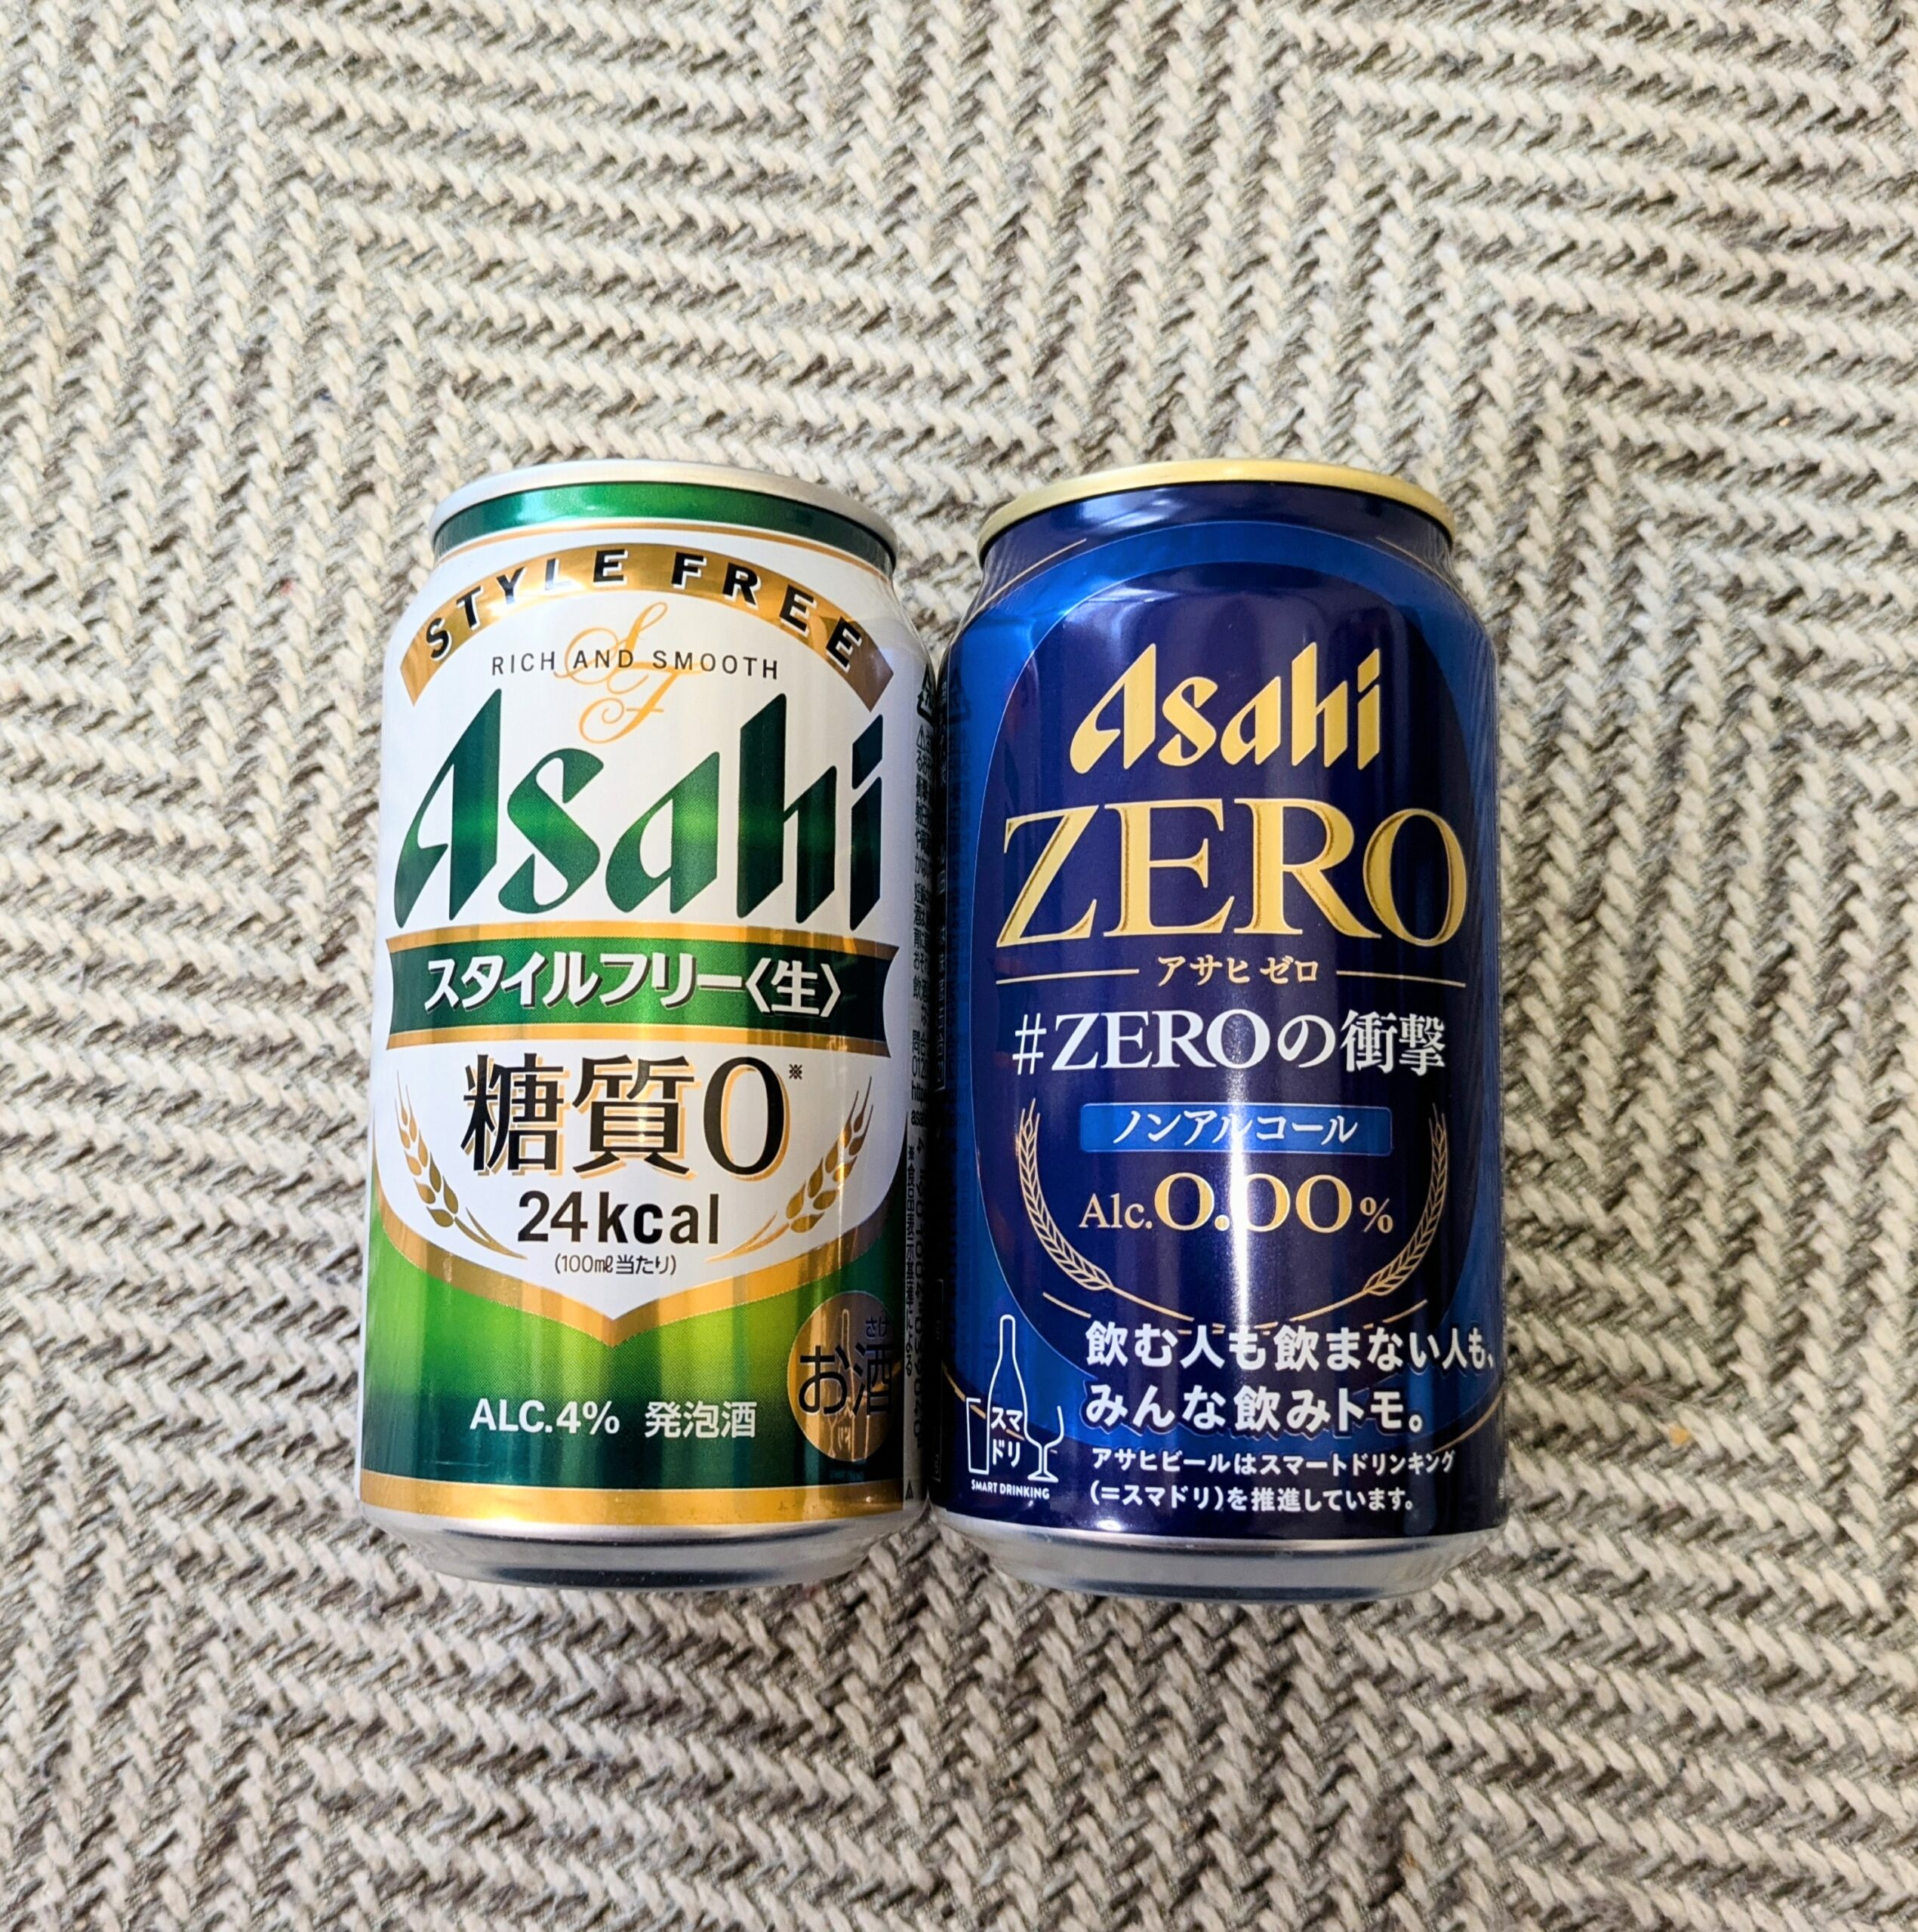 STYLE FREE
RICH AND SMOOTH
SF
Asahi
スタイルフリー〈生〉
糖質0※
24kcal
(100ml当たり)
さけ
お酒
ALC.4% 発泡酒
Asahi
ZERO
アサヒ ゼロ
#ZEROの衝撃
ノンアルコール
Alc.0.00%
飲む人も飲まない人も、
みんな飲みトモ。
アサヒビールはスマートドリンキング
(=スマドリ)を推進しています。
スマ
ドリ
SMART DRINKING